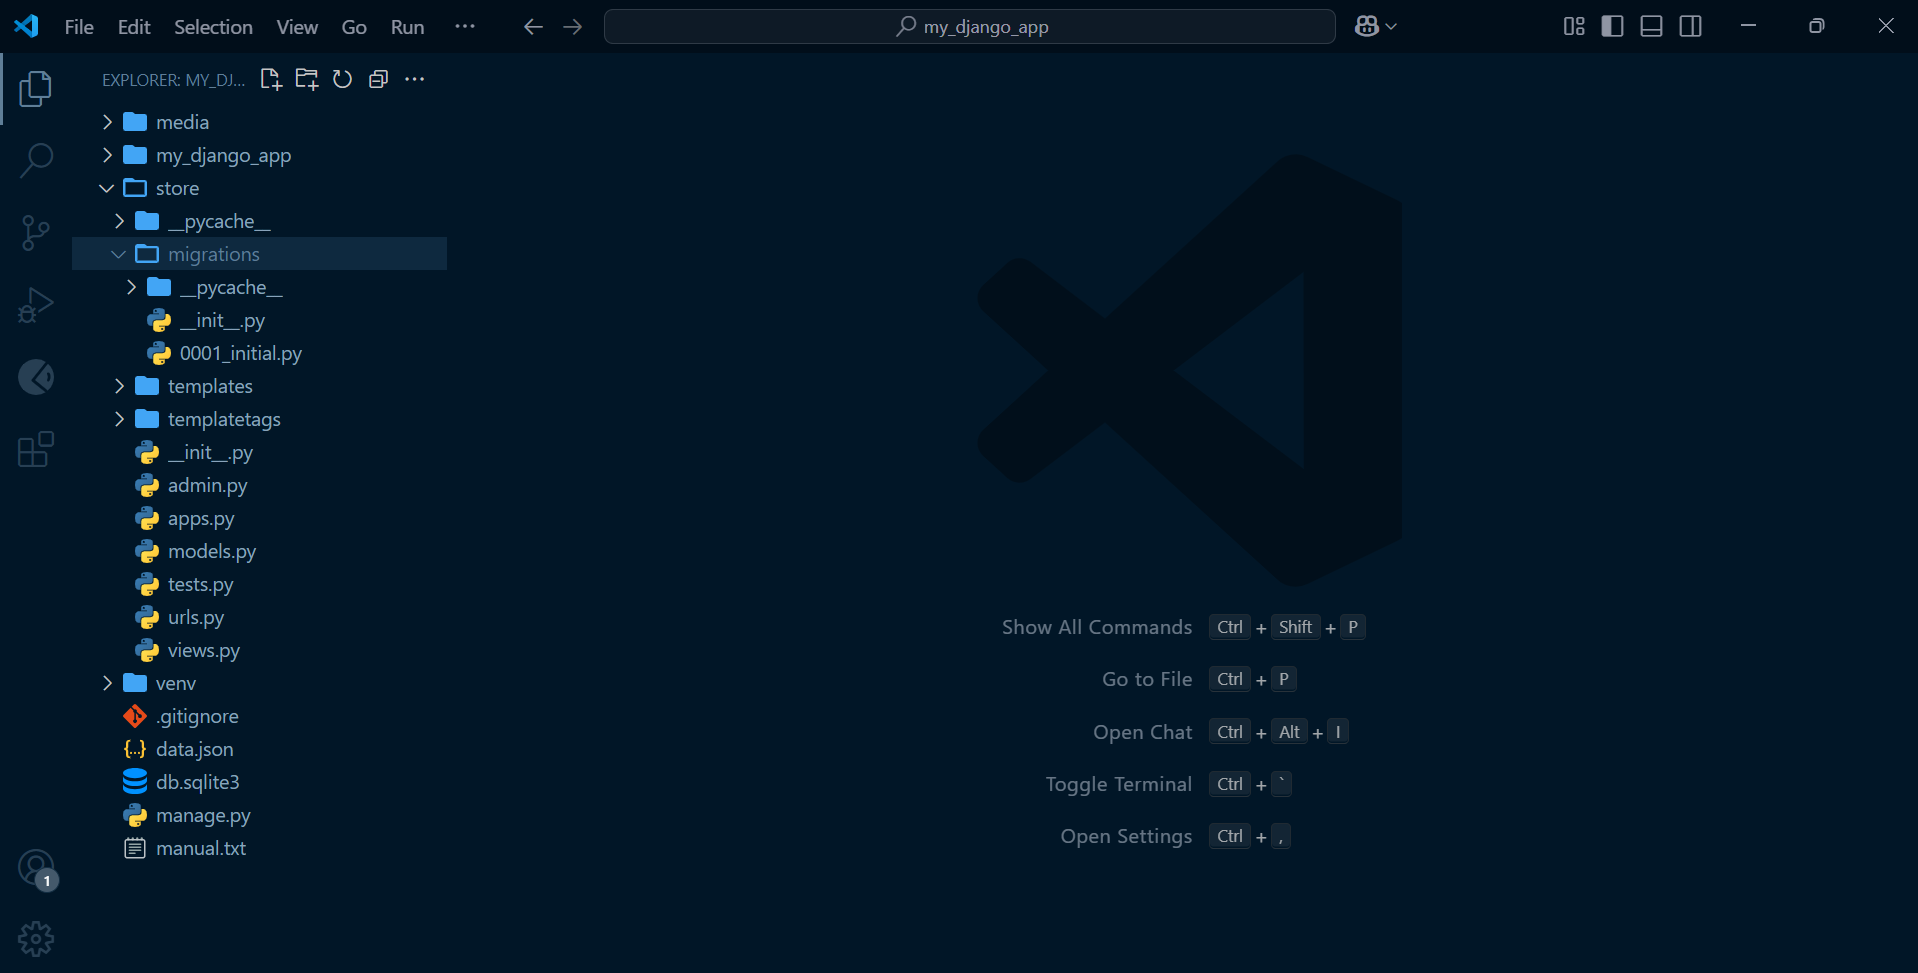 File Edit Selection View Go Run ··· my_django_app
EXPLORER: MY_DJ...
media
my_django_app
store
__pycache__
migrations
__pycache__
__init__.py
0001_initial.py
templates
templatetags
__init__.py
admin.py
apps.py
models.py
tests.py
urls.py
views.py
venv
.gitignore
data.json
db.sqlite3
manage.py
manual.txt
1
Show All Commands Ctrl + Shift + P
Go to File Ctrl + P
Open Chat Ctrl + Alt + I
Toggle Terminal Ctrl + `
Open Settings Ctrl + ,